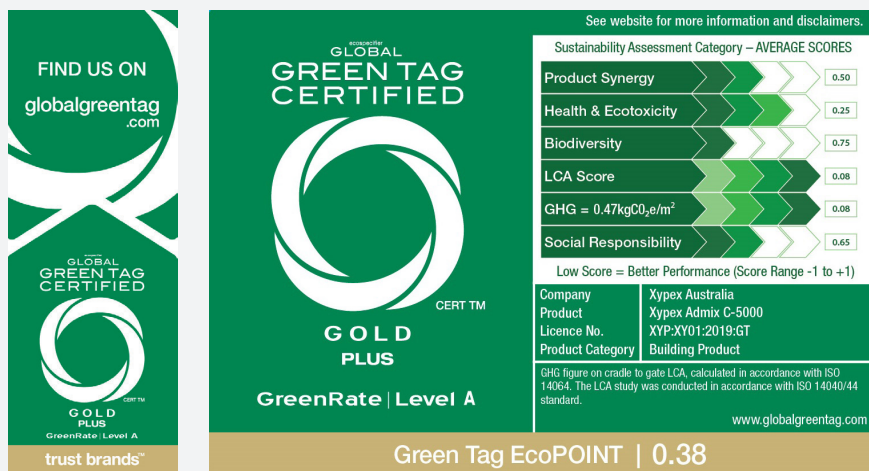 FIND US ON
globalgreentag
.com
ecospecifier
GLOBAL
GREEN TAG
CERTIFIED
CERT TM
GOLD
PLUS
GreenRate | Level A
trust brands™
ecospecifier
GLOBAL
GREEN TAG
CERTIFIED
CERT TM
GOLD
PLUS
GreenRate | Level A
See website for more information and disclaimers.
Sustainability Assessment Category – AVERAGE SCORES
Product Synergy 0.50
Health & Ecotoxicity 0.25
Biodiversity 0.75
LCA Score 0.08
GHG = 0.47kgCO₂e/m² 0.08
Social Responsibility 0.65
Low Score = Better Performance (Score Range -1 to +1)
Company Xypex Australia
Product Xypex Admix C-5000
Licence No. XYP:XY01:2019:GT
Product Category Building Product
GHG figure on cradle to gate LCA, calculated in accordance with ISO
14064. The LCA study was conducted in accordance with ISO 14040/44
standard.
www.globalgreentag.com
Green Tag EcoPOINT | 0.38